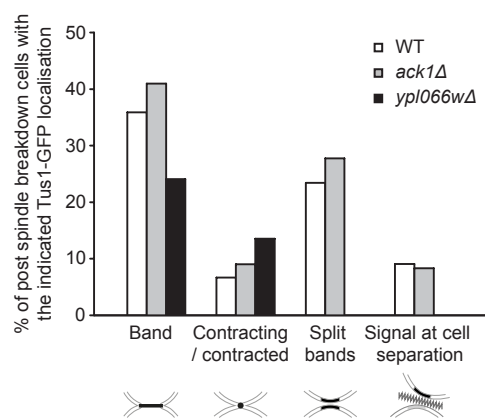 % of post spindle breakdown cells with
the indicated Tus1-GFP localisation
50
40
30
20
10
0
WT
ack1Δ
ypl066wΔ
Band
Contracting
/ contracted
Split
bands
Signal at cell
separation